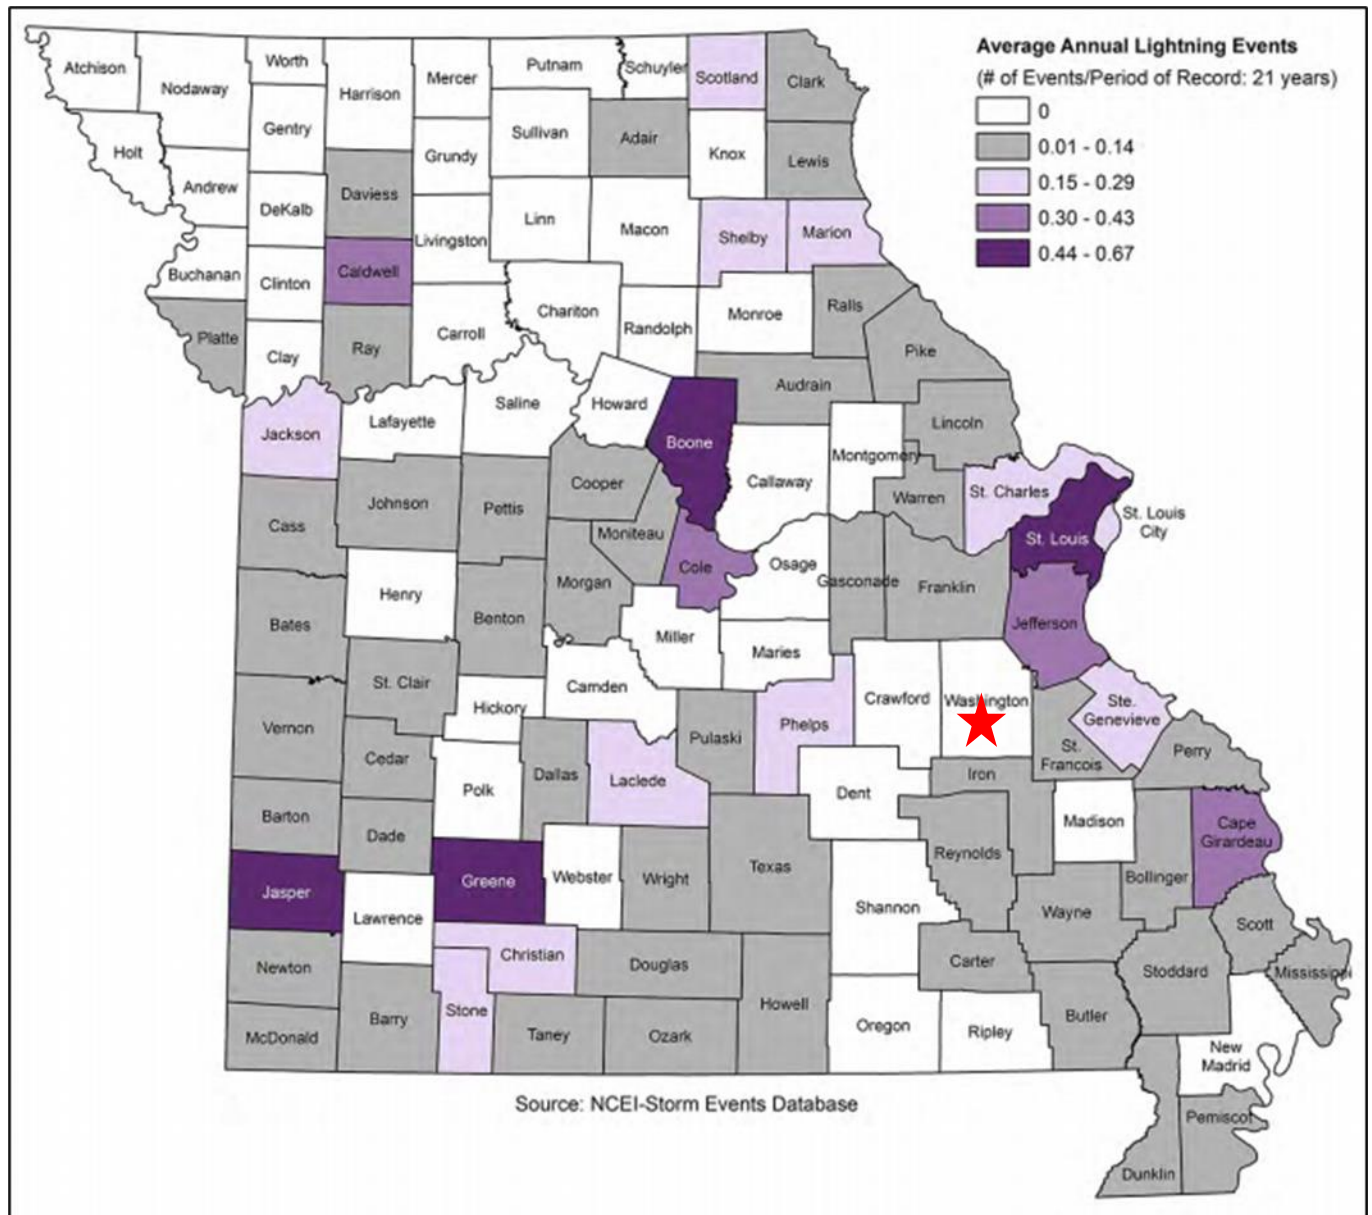 Average Annual Lightning Events
(# of Events/Period of Record: 21 years)
0
0.01 - 0.14
0.15 - 0.29
0.30 - 0.43
0.44 - 0.67
Atchison
Nodaway
Worth
Harrison
Mercer
Putnam
Schuyler
Scotland
Clark
Holt
Gentry
Sullivan
Adair
Knox
Lewis
Andrew
DeKalb
Daviess
Grundy
Linn
Macon
Shelby
Marion
Buchanan
Clinton
Caldwell
Livingston
Chariton
Randolph
Monroe
Ralls
Pike
Platte
Clay
Ray
Carroll
Audrain
Jackson
Lafayette
Saline
Howard
Boone
Callaway
Montgomery
Lincoln
Cass
Johnson
Pettis
Cooper
Moniteau
Warren
St. Charles
St. Louis
City
St. Louis
Henry
Benton
Morgan
Cole
Osage
Gasconade
Franklin
Jefferson
Bates
St. Clair
Miller
Maries
Camden
Hickory
Vernon
Cedar
Dallas
Laclede
Pulaski
Phelps
Crawford
Washington
St.
Francois
Ste.
Genevieve
Perry
Polk
Dent
Iron
Barton
Dade
Madison
Cape
Girardeau
Jasper
Greene
Webster
Wright
Texas
Reynolds
Bollinger
Lawrence
Shannon
Wayne
Scott
Newton
Christian
Douglas
Howell
Carter
Stoddard
Mississippi
McDonald
Barry
Stone
Taney
Ozark
Oregon
Ripley
Butler
New
Madrid
Pemiscot
Dunklin
Source: NCEI-Storm Events Database